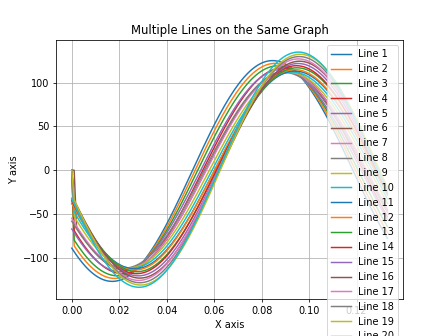 Multiple Lines on the Same Graph
Y axis
100
50
0
−50
−100
0.00
0.02
0.04
0.06
0.08
0.10
X axis
Line 1
Line 2
Line 3
Line 4
Line 5
Line 6
Line 7
Line 8
Line 9
Line 10
Line 11
Line 12
Line 13
Line 14
Line 15
Line 16
Line 17
Line 18
Line 19
Line 20